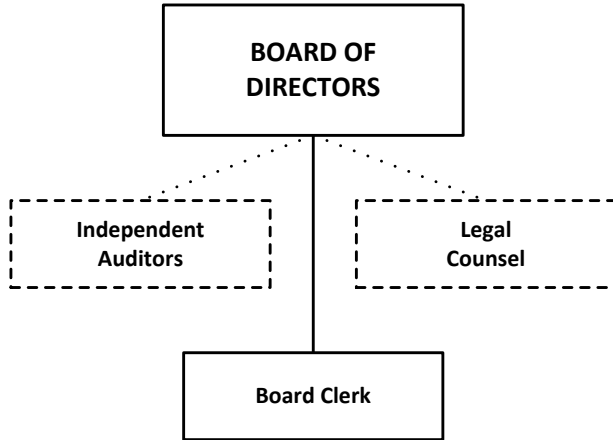 BOARD OF
DIRECTORS
Independent
Auditors
Legal
Counsel
Board Clerk